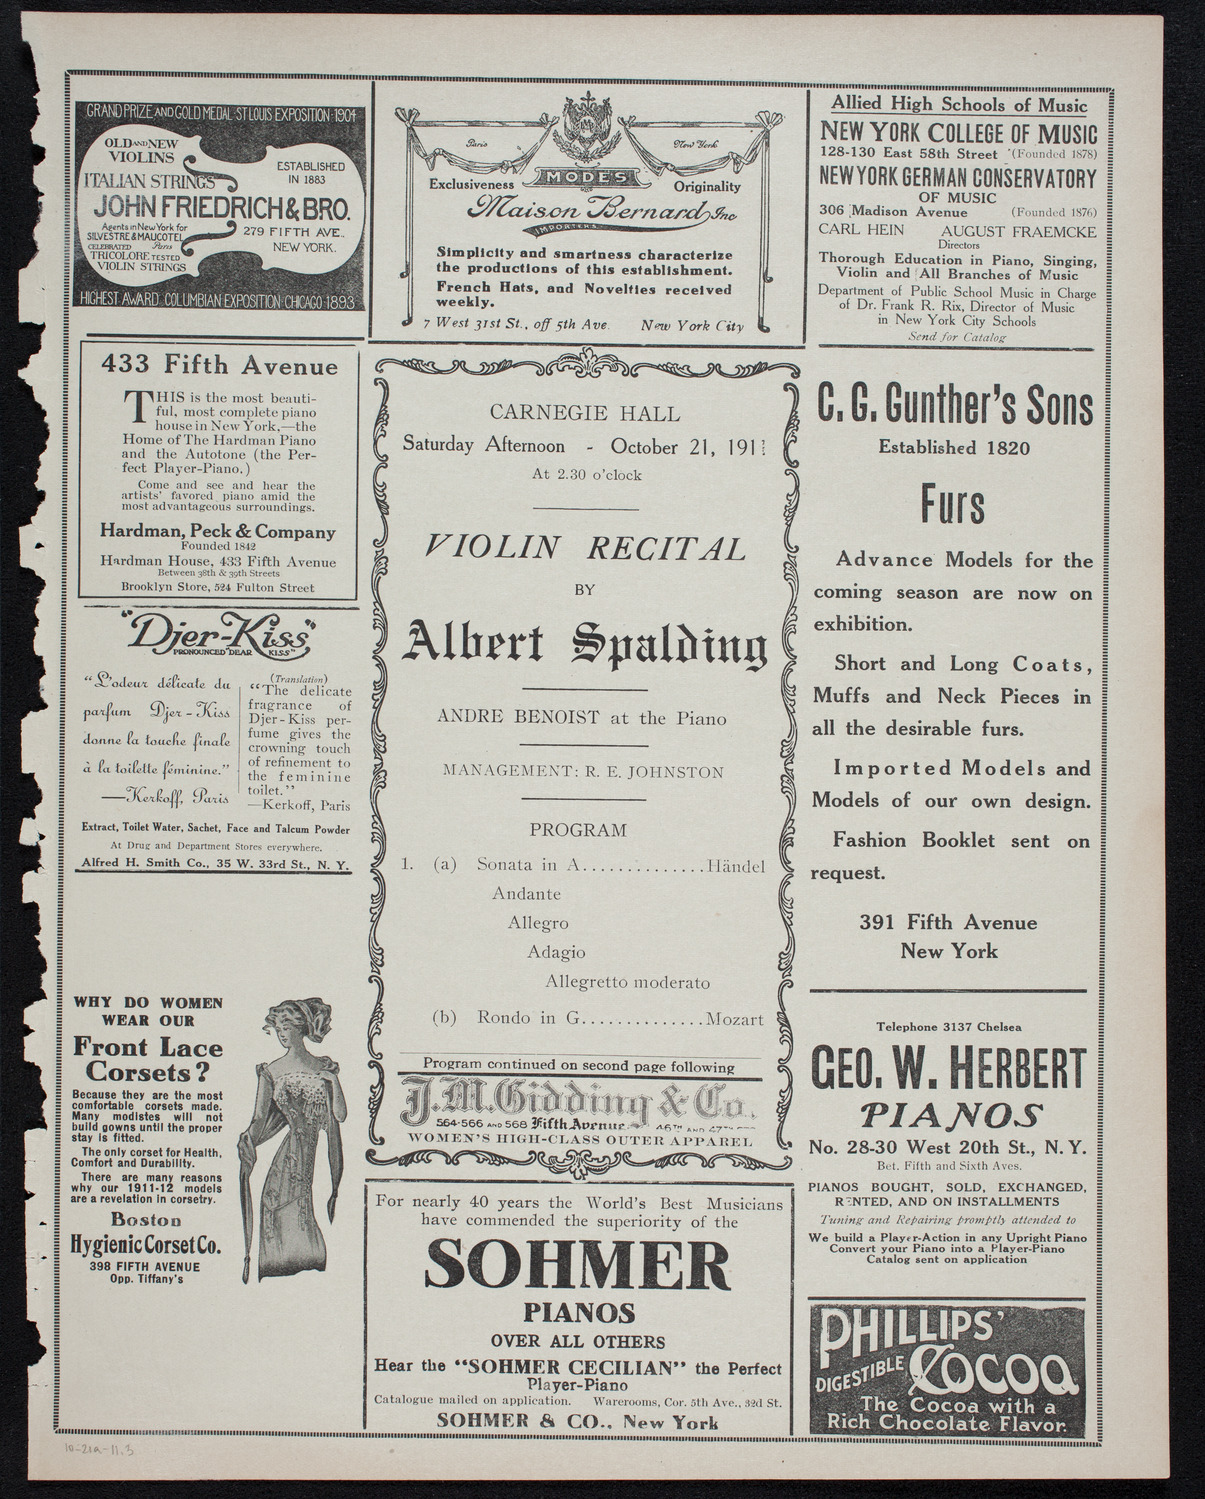 GRAND PRIZE AND GOLD MEDAL ST LOUIS EXPOSITION · 1904
OLD AND NEW
VIOLINS
ITALIAN STRINGS
ESTABLISHED
IN 1883
JOHN FRIEDRICH & BRO.
Agents in New York for
SILVESTRE & MAUCOTEL
CELEBRATED Paris
TRICOLORE TESTED
VIOLIN STRINGS
279 FIFTH AVE.,
NEW YORK.
HIGHEST AWARD · COLUMBIAN EXPOSITION · CHICAGO · 1893
433 Fifth Avenue
THIS is the most beauti-
ful, most complete piano
house in New York,—the
Home of The Hardman Piano
and the Autotone (the Per-
fect Player-Piano.)
Come and see and hear the
artists' favored piano amid the
most advantageous surroundings.
Hardman, Peck & Company
Founded 1842
Hardman House, 433 Fifth Avenue
Between 38th & 39th Streets
Brooklyn Store, 524 Fulton Street
"Djer-Kiss"
PRONOUNCED "DEAR KISS"
"L'odeur délicate du
parfum Djer-Kiss
donne la touche finale
à la toilette féminine."
—Kerkoff, Paris
(Translation)
"The delicate
fragrance of
Djer-Kiss per-
fume gives the
crowning touch
of refinement to
the feminine
toilet."
—Kerkoff, Paris
Extract, Toilet Water, Sachet, Face and Talcum Powder
At Drug and Department Stores everywhere.
Alfred H. Smith Co., 35 W. 33rd St., N. Y.
WHY DO WOMEN
WEAR OUR
Front Lace
Corsets?
Because they are the most
comfortable corsets made.
Many modistes will not
build gowns until the proper
stay is fitted.
The only corset for Health,
Comfort and Durability.
There are many reasons
why our 1911-12 models
are a revelation in corsetry.
Boston
Hygienic Corset Co.
398 FIFTH AVENUE
Opp. Tiffany's
Paris
New York
MODES
Exclusiveness
Originality
Maison Bernard Inc
IMPORTERS
Simplicity and smartness characterize
the productions of this establishment.
French Hats, and Novelties received
weekly.
7 West 31st St., off 5th Ave. New York City
CARNEGIE HALL
Saturday Afternoon - October 21, 191
At 2.30 o'clock
VIOLIN RECITAL
BY
Albert Spalding
ANDRE BENOIST at the Piano
MANAGEMENT: R. E. JOHNSTON
PROGRAM
1. (a) Sonata in A..............Händel
Andante
Allegro
Adagio
Allegretto moderato
(b) Rondo in G..............Mozart
Program continued on second page following
J. M. Gidding & Co.
564-566 AND 568 Fifth Avenue 46TH AND 47TH
WOMEN'S HIGH-CLASS OUTER APPAREL
For nearly 40 years the World's Best Musicians
have commended the superiority of the
SOHMER
PIANOS
OVER ALL OTHERS
Hear the "SOHMER CECILIAN" the Perfect
Player-Piano
Catalogue mailed on application. Warerooms, Cor. 5th Ave., 32d St.
SOHMER & CO., New York
Allied High Schools of Music
NEW YORK COLLEGE OF MUSIC
128-130 East 58th Street (Founded 1878)
NEW YORK GERMAN CONSERVATORY
OF MUSIC
306 Madison Avenue (Founded 1876)
CARL HEIN AUGUST FRAEMCKE
Directors
Thorough Education in Piano, Singing,
Violin and All Branches of Music
Department of Public School Music in Charge
of Dr. Frank R. Rix, Director of Music
in New York City Schools
Send for Catalog
C. G. Gunther's Sons
Established 1820
Furs
Advance Models for the
coming season are now on
exhibition.
Short and Long Coats,
Muffs and Neck Pieces in
all the desirable furs.
Imported Models and
Models of our own design.
Fashion Booklet sent on
request.
391 Fifth Avenue
New York
Telephone 3137 Chelsea
GEO. W. HERBERT
PIANOS
No. 28-30 West 20th St., N. Y.
Bet. Fifth and Sixth Aves.
PIANOS BOUGHT, SOLD, EXCHANGED,
RENTED, AND ON INSTALLMENTS
Tuning and Repairing promptly attended to
We build a Player-Action in any Upright Piano
Convert your Piano into a Player-Piano
Catalog sent on application
PHILLIPS'
DIGESTIBLE COCOA
The Cocoa with a
Rich Chocolate Flavor.
10-21a-11.3